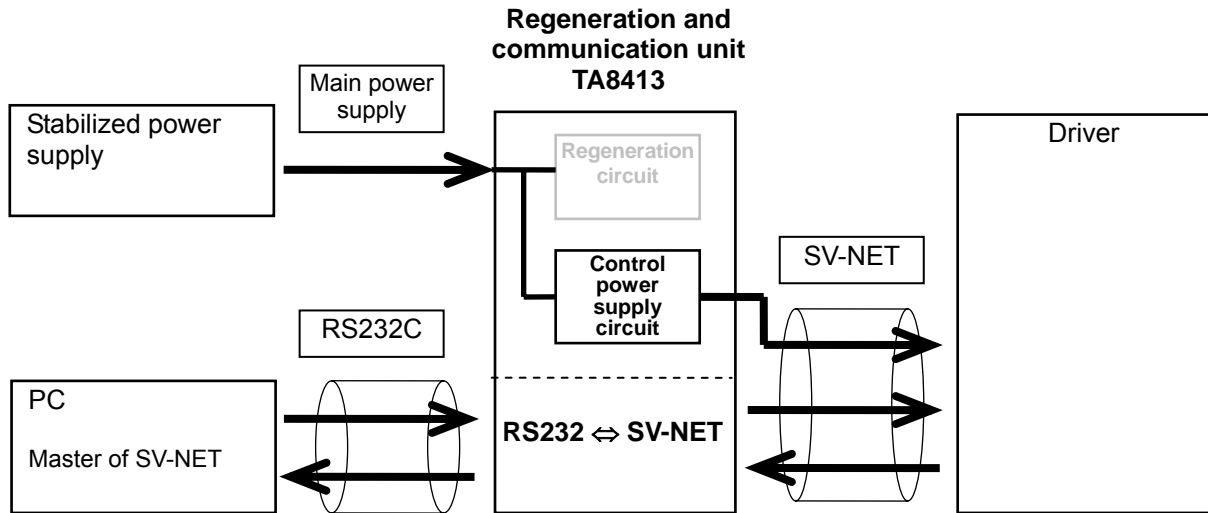 Regeneration and
communication unit
TA8413
Main power
supply
Stabilized power
supply
Regeneration
circuit
Driver
Control
power
supply
circuit
SV-NET
RS232C
PC
Master of SV-NET
RS232 ⇔ SV-NET